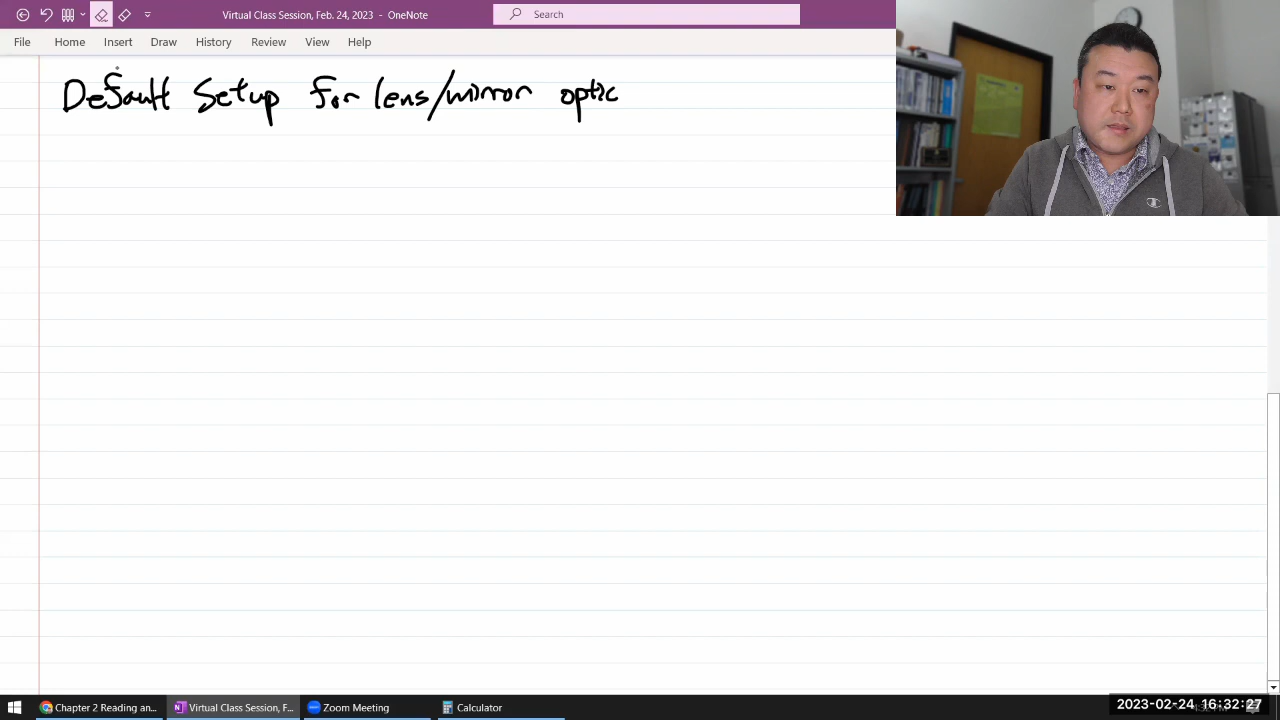 Virtual Class Session, Feb. 24, 2023 - OneNote
Search
File Home Insert Draw History Review View Help
Default Setup for lens/mirror optic
Chapter 2 Reading an...
Virtual Class Session, F...
Zoom Meeting
Calculator
2023-02-24 16:32:27